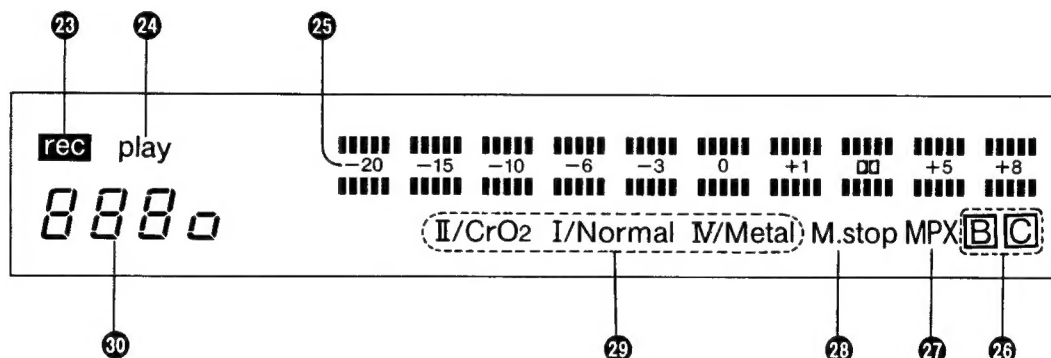 23 24 25
rec play
−20 −15 −10 −6 −3 0 +1 +5 +8
888o
II/CrO2 I/Normal IV/Metal M.stop MPX B C
30 29 28 27 26